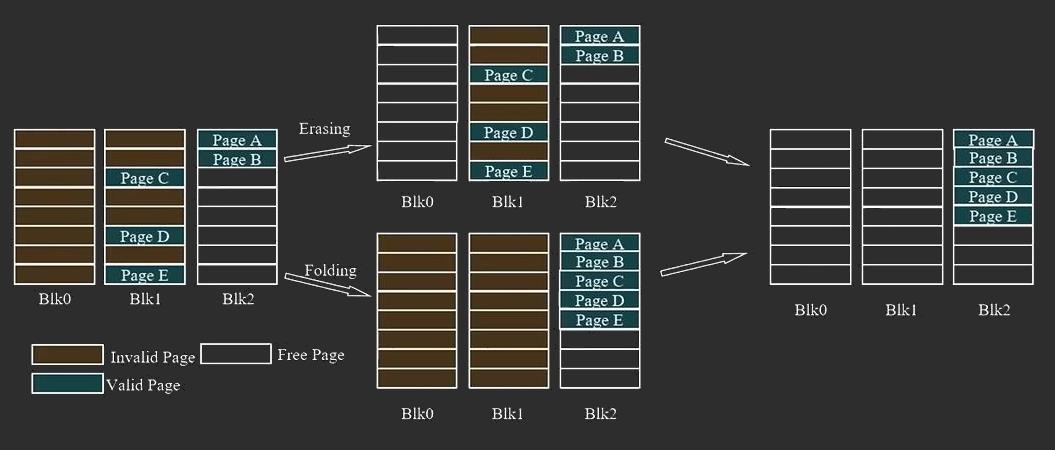 Page A
Page B
Page C
Page D
Page E
Blk0 Blk1 Blk2
Erasing
Folding
Page A
Page B
Page C
Page D
Page E
Blk0 Blk1 Blk2
Page A
Page B
Page C
Page D
Page E
Blk0 Blk1 Blk2
Page A
Page B
Page C
Page D
Page E
Blk0 Blk1 Blk2
Invalid Page
Free Page
Valid Page